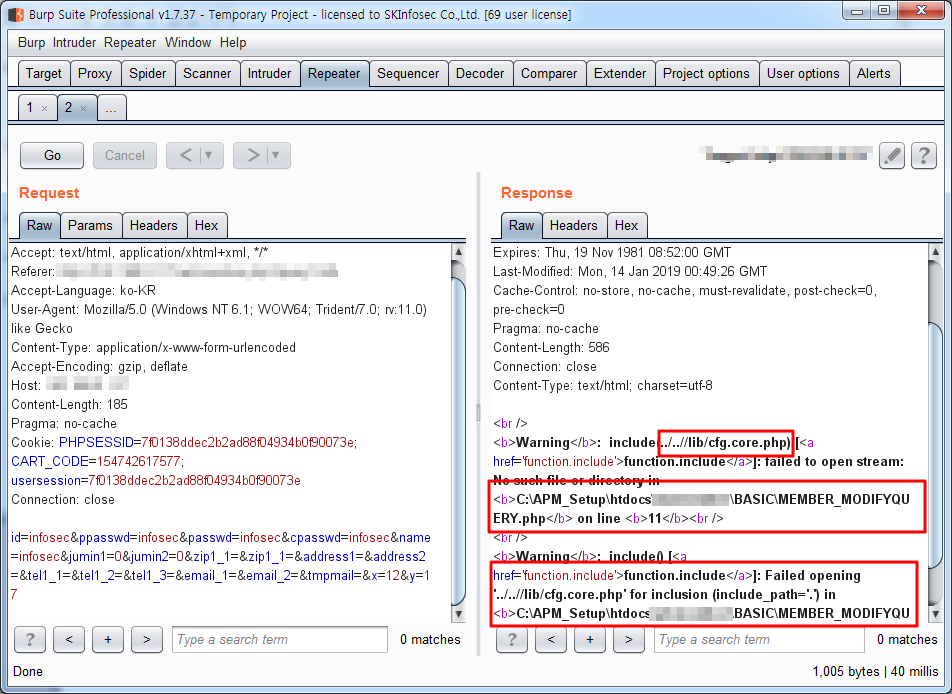 Burp Suite Professional v1.7.37 - Temporary Project - licensed to SKInfosec Co.,Ltd. [69 user license]
Burp Intruder Repeater Window Help
Target Proxy Spider Scanner Intruder Repeater Sequencer Decoder Comparer Extender Project options User options Alerts
1 × 2 × ...
Go Cancel < ▼ > ▼ ?
Request
Raw Params Headers Hex
Accept: text/html, application/xhtml+xml, */*
Referer:
Accept-Language: ko-KR
User-Agent: Mozilla/5.0 (Windows NT 6.1; WOW64; Trident/7.0; rv:11.0)
like Gecko
Content-Type: application/x-www-form-urlencoded
Accept-Encoding: gzip, deflate
Host:
Content-Length: 185
Pragma: no-cache
Cookie: PHPSESSID=7f0138ddec2b2ad88f04934b0f90073e;
CART_CODE=154742617577;
usersession=7f0138ddec2b2ad88f04934b0f90073e
Connection: close
id=infosec&ppasswd=infosec&passwd=infosec&cpasswd=infosec&name
=infosec&jumin1=0&jumin2=0&zip1_1=&zip1_1=&address1=&address2
=&tel1_1=&tel1_2=&tel1_3=&email_1=&email_2=&tmpmail=&x=12&y=1
7
? < + > Type a search term 0 matches
Response
Raw Headers Hex
Expires: Thu, 19 Nov 1981 08:52:00 GMT
Last-Modified: Mon, 14 Jan 2019 00:49:26 GMT
Cache-Control: no-store, no-cache, must-revalidate, post-check=0,
pre-check=0
Pragma: no-cache
Content-Length: 586
Connection: close
Content-Type: text/html; charset=utf-8
<br />
<b>Warning</b>: include(../..//lib/cfg.core.php) [<a
href='function.include'>function.include</a>]: failed to open stream:
No such file or directory in
<b>C:\APM_Setup\htdocs \BASIC\MEMBER_MODIFYQU
ERY.php</b> on line <b>11</b><br />
<br />
<b>Warning</b>: include() [<a
href='function.include'>function.include</a>]: Failed opening
'../..//lib/cfg.core.php' for inclusion (include_path='.') in
<b>C:\APM_Setup\htdocs \BASIC\MEMBER_MODIFYQU
? < + > Type a search term 0 matches
Done 1,005 bytes | 40 millis